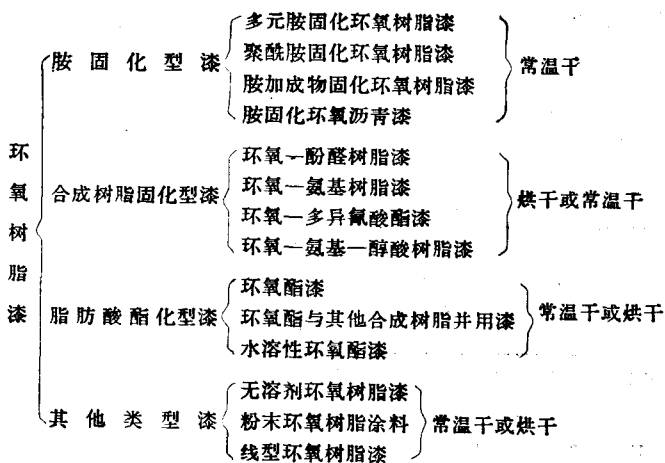 环氧树脂漆
胺固化型漆
多元胺固化环氧树脂漆
聚酰胺固化环氧树脂漆
胺加成物固化环氧树脂漆
胺固化环氧沥青漆
常温干
合成树脂固化型漆
环氧—酚醛树脂漆
环氧—氨基树脂漆
环氧—多异氰酸酯漆
环氧—氨基—醇酸树脂漆
烘干或常温干
脂肪酸酯化型漆
环氧酯漆
环氧酯与其他合成树脂并用漆
水溶性环氧酯漆
常温干或烘干
其他类型漆
无溶剂环氧树脂漆
粉末环氧树脂涂料
线型环氧树脂漆
常温干或烘干